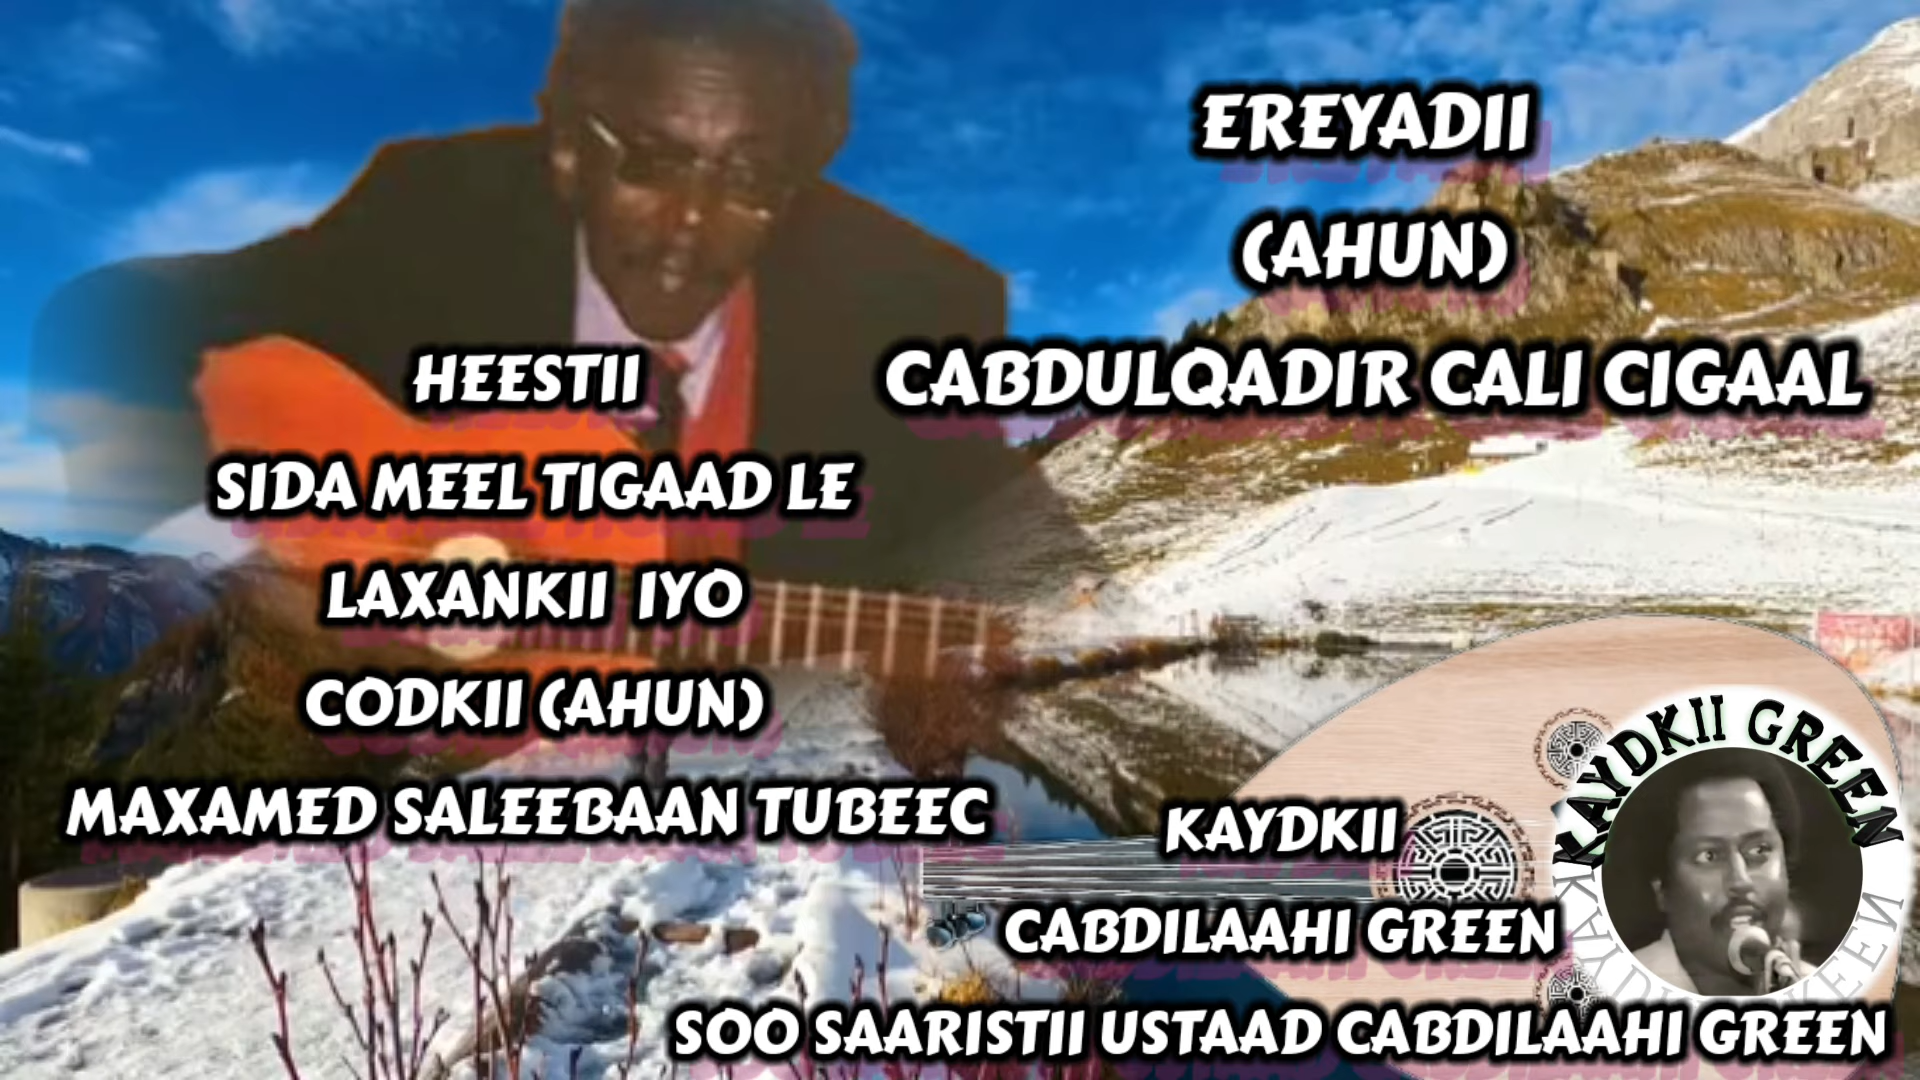 HEESTII
SIDA MEEL TIGAAD LE
LAXANKII IYO
CODKII (AHUN)
MAXAMED SALEEBAAN TUBEEC
EREYADII
(AHUN)
CABDULQADIR CALI CIGAAL
KAYDKII
CABDILAAHI GREEN
SOO SAARISTII USTAAD CABDILAAHI GREEN
KAYDKII GREEN